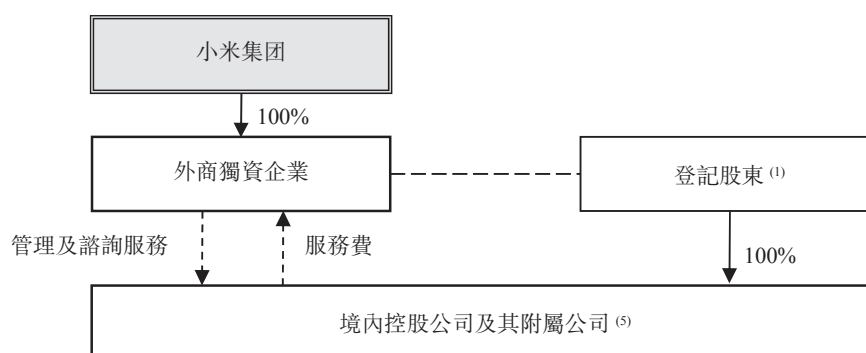 小米集团
100%
外商獨資企業
登記股東 (1)
管理及諮詢服務
服務費
100%
境內控股公司及其附屬公司 (5)